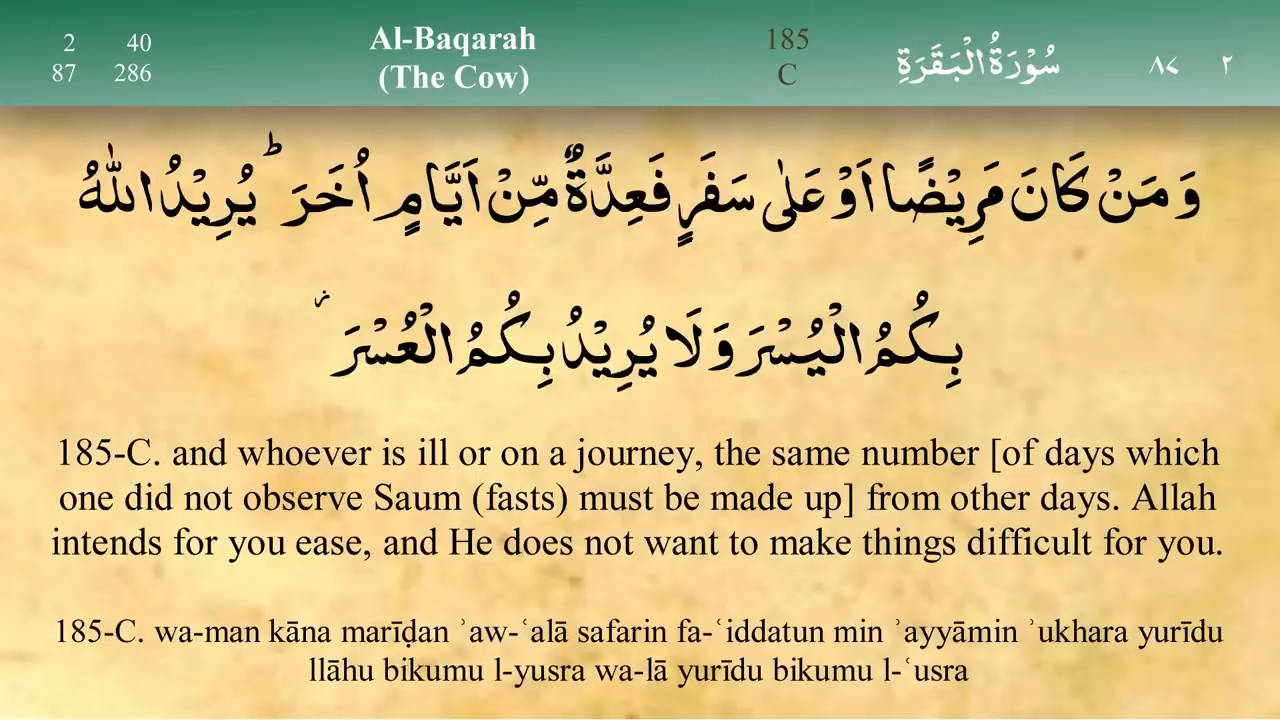 2 40
87 286
Al-Baqarah
(The Cow)
185
C
سُوْرَةُ الْبَقَرَةِ
٨٧ ٢
وَ مَنْ كَانَ مَرِيْضًا اَوْ عَلٰى سَفَرٍ فَعِدَّةٌ مِّنْ اَيَّامٍ اُخَرَ ؕ يُرِيْدُ اللّٰهُ
بِكُمُ الْيُسْرَ وَ لَا يُرِيْدُ بِكُمُ الْعُسْرَ ؗ
185-C. and whoever is ill or on a journey, the same number [of days which
one did not observe Saum (fasts) must be made up] from other days. Allah
intends for you ease, and He does not want to make things difficult for you.
185-C. wa-man kāna marīḍan ʾaw-ʿalā safarin fa-ʿiddatun min ʾayyāmin ʾukhara yurīdu
llāhu bikumu l-yusra wa-lā yurīdu bikumu l-ʿusra